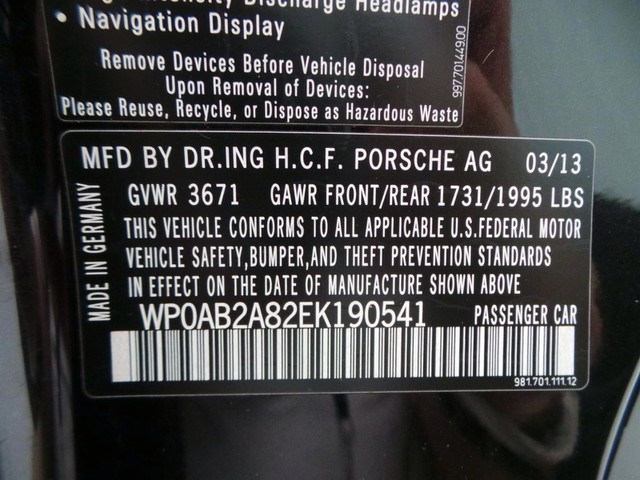 Intensity Discharge Headlamps
• Navigation Display
Remove Devices Before Vehicle Disposal
Upon Removal of Devices:
Please Reuse, Recycle, or Dispose as Hazardous Waste
997.701.449.00
MFD BY DR.ING H.C.F. PORSCHE AG 03/13
GVWR 3671 GAWR FRONT/REAR 1731/1995 LBS
THIS VEHICLE CONFORMS TO ALL APPLICABLE U.S.FEDERAL MOTOR
VEHICLE SAFETY,BUMPER,AND THEFT PREVENTION STANDARDS
IN EFFECT ON THE DATE OF MANUFACTURE SHOWN ABOVE
MADE IN GERMANY
WP0AB2A82EK190541 PASSENGER CAR
981.701.111.12